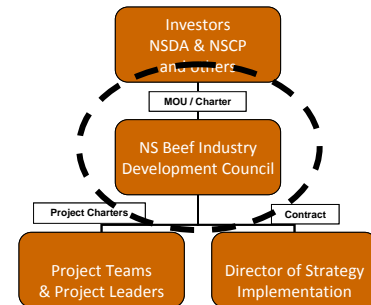 Investors
NSDA & NSCP
and others
MOU / Charter
NS Beef Industry
Development Council
Project Charters
Contract
Project Teams
& Project Leaders
Director of Strategy
Implementation